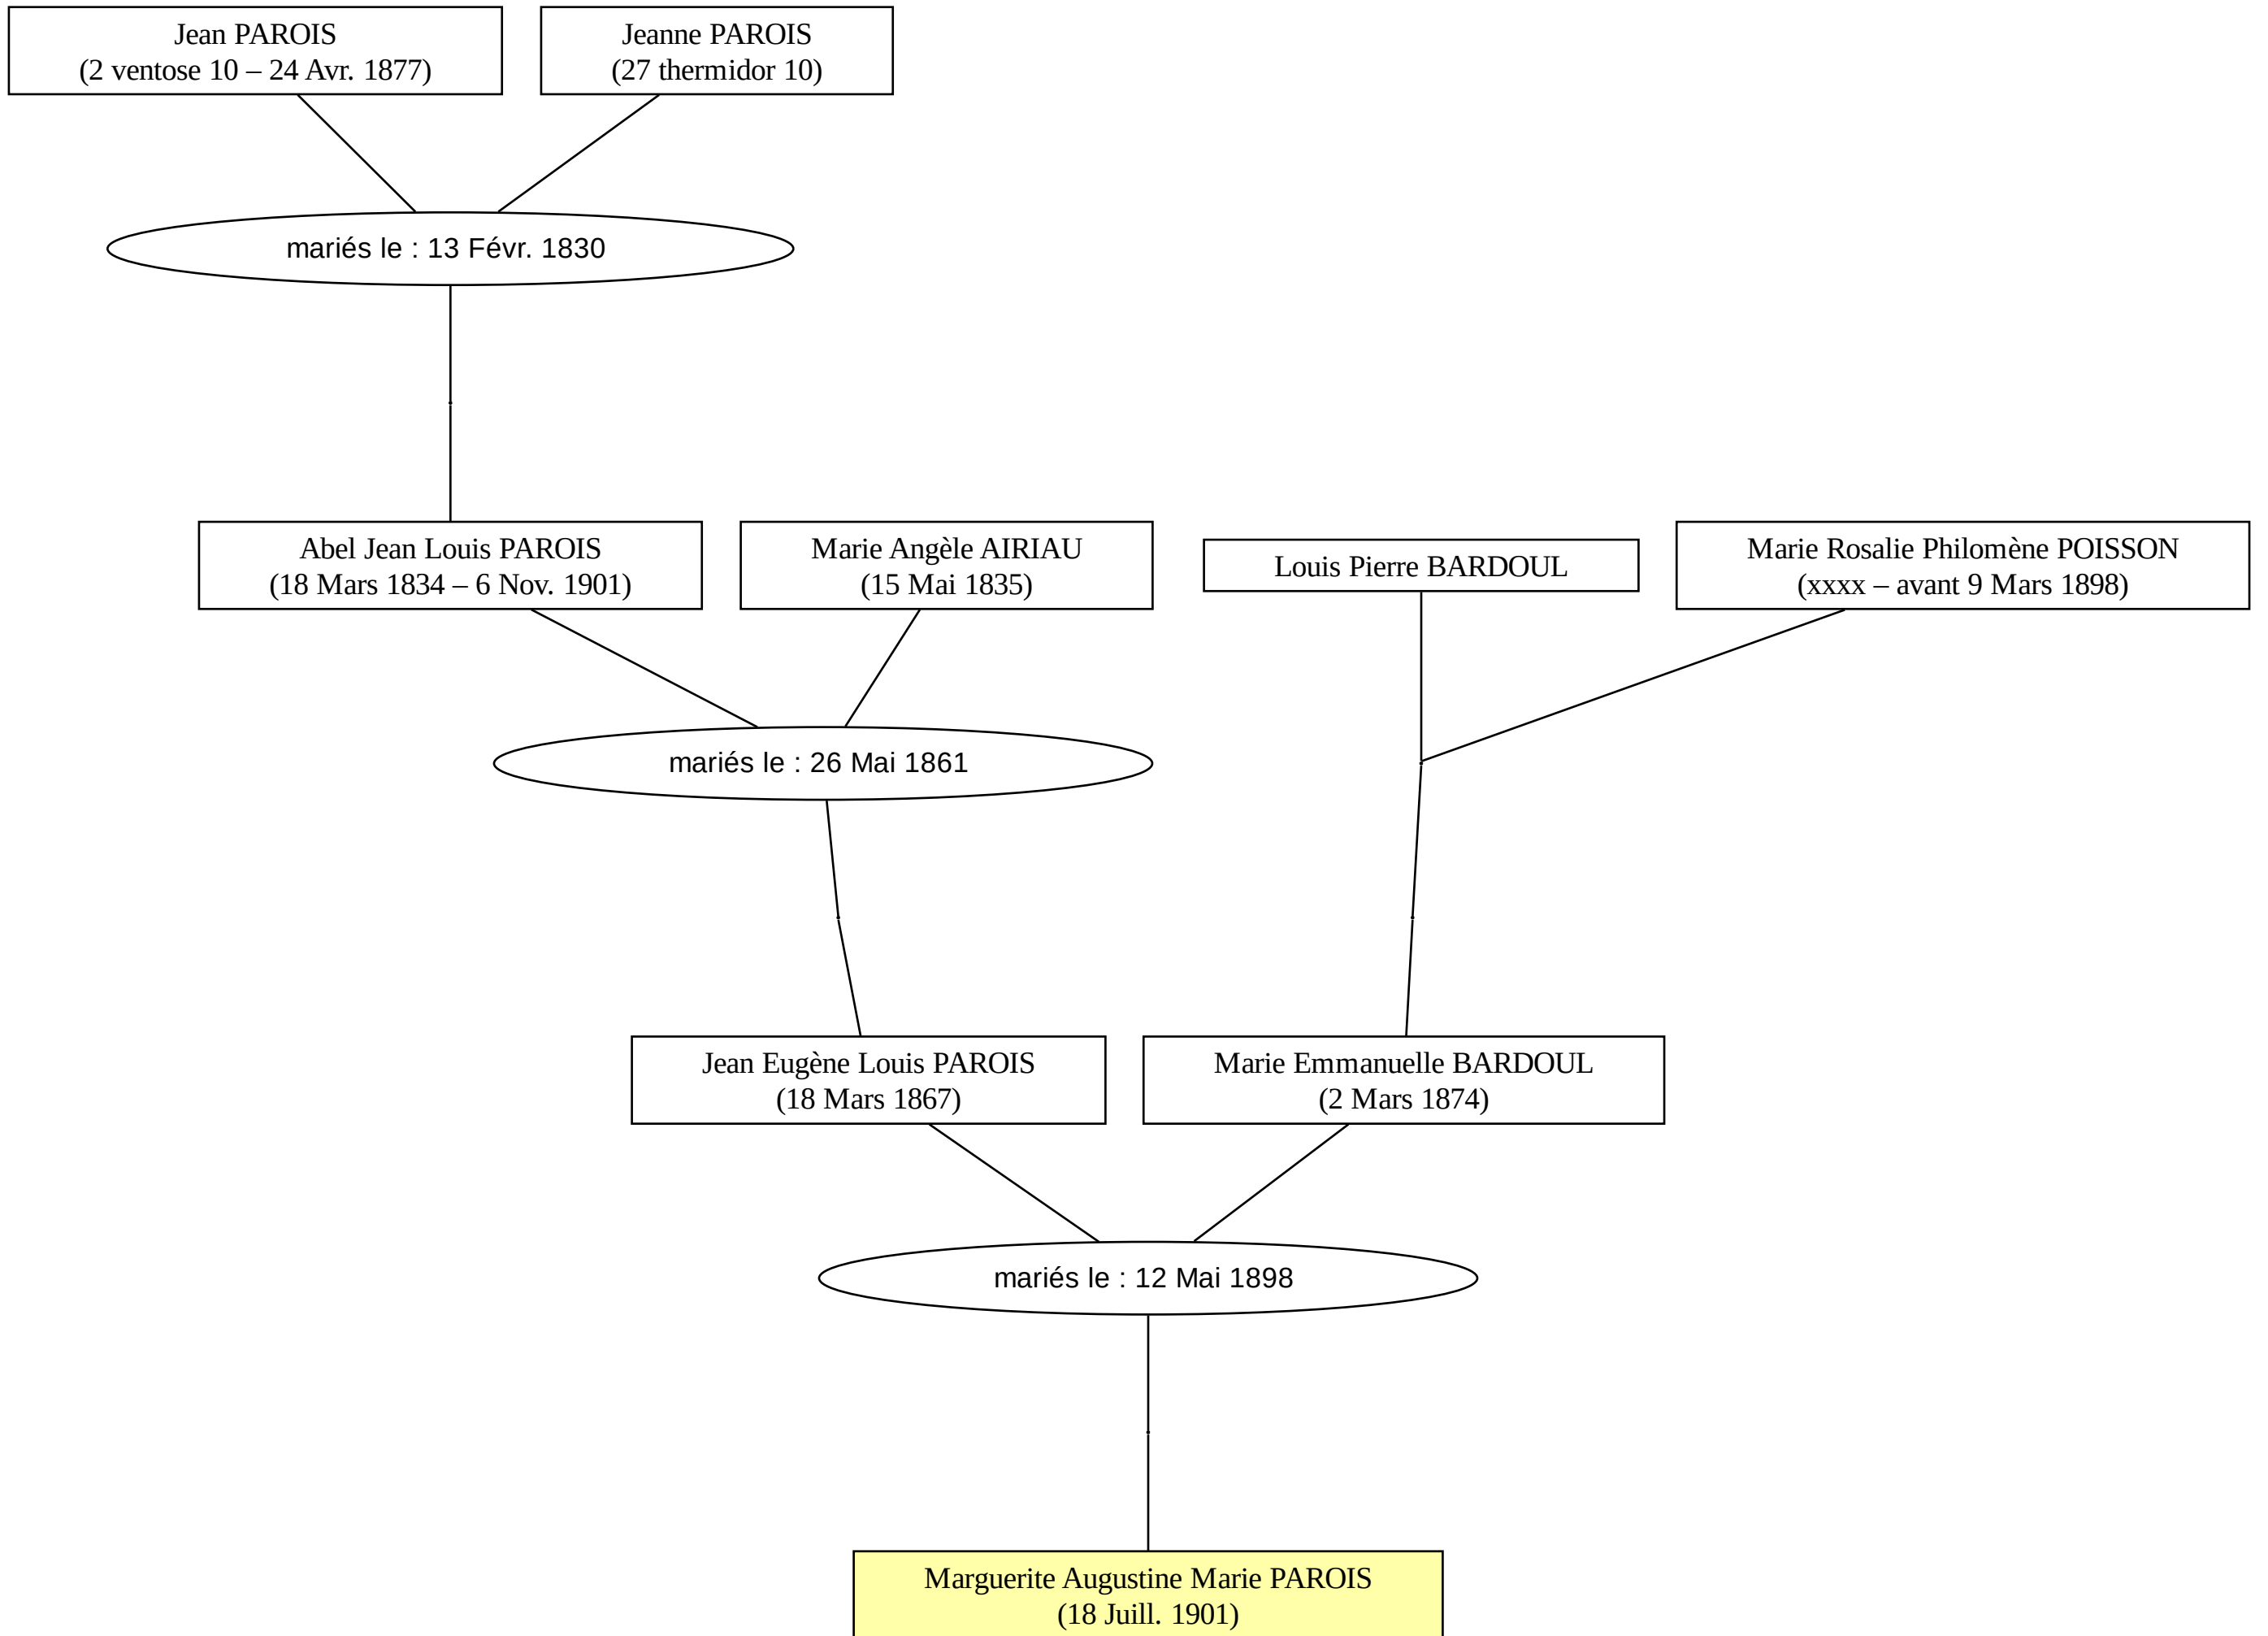 Jean PAROIS
(2 ventose 10 – 24 Avr. 1877)
Jeanne PAROIS
(27 thermidor 10)
mariés le : 13 Févr. 1830
Abel Jean Louis PAROIS
(18 Mars 1834 – 6 Nov. 1901)
Marie Angèle AIRIAU
(15 Mai 1835)
Louis Pierre BARDOUL
Marie Rosalie Philomène POISSON
(xxxx – avant 9 Mars 1898)
mariés le : 26 Mai 1861
Jean Eugène Louis PAROIS
(18 Mars 1867)
Marie Emmanuelle BARDOUL
(2 Mars 1874)
mariés le : 12 Mai 1898
Marguerite Augustine Marie PAROIS
(18 Juill. 1901)